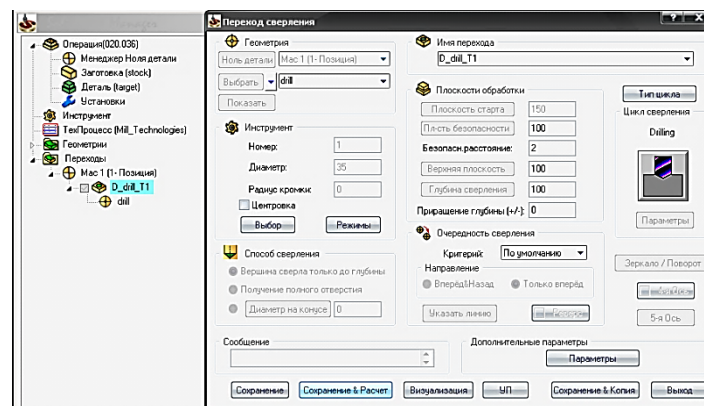 Manager
Операция(020.036)
Менеджер Ноля детали
Заготовка (stock)
Деталь (target)
Установки
Инструмент
ТехПроцесс (Mill_Technologies)
Геометрии
Переходы
Mac 1 (1- Позиция)
D_drill_T1
drill
Переход сверления
Геометрия
Ноль детали
Mac 1 (1- Позиция)
Выбрать
drill
Показать
Инструмент
Номер:
1
Диаметр:
35
Радиус кромки:
0
Центровка
Выбор
Режимы
Способ сверления
Вершина сверла только до глубины
Получение полного отверстия
Диаметр на конусе
0
Имя перехода
D_drill_T1
Плоскости обработки
Плоскость старта
150
Пл-сть безопасности
100
Безопасн.расстояние:
2
Верхняя плоскость
100
Глубина сверления
100
Приращение глубины (+/-):
0
Очередность сверления
Критерий:
По умолчанию
Направление
Вперёд&Назад
Только вперёд
Указать линию
Тип цикла
Цикл сверления
Drilling
Параметры
Зеркало / Поворот
5-я Ось
Сообщение
Дополнительные параметры
Параметры
Сохранение
Сохранение & Расчет
Визуализация
УП
Сохранение & Копия
Выход